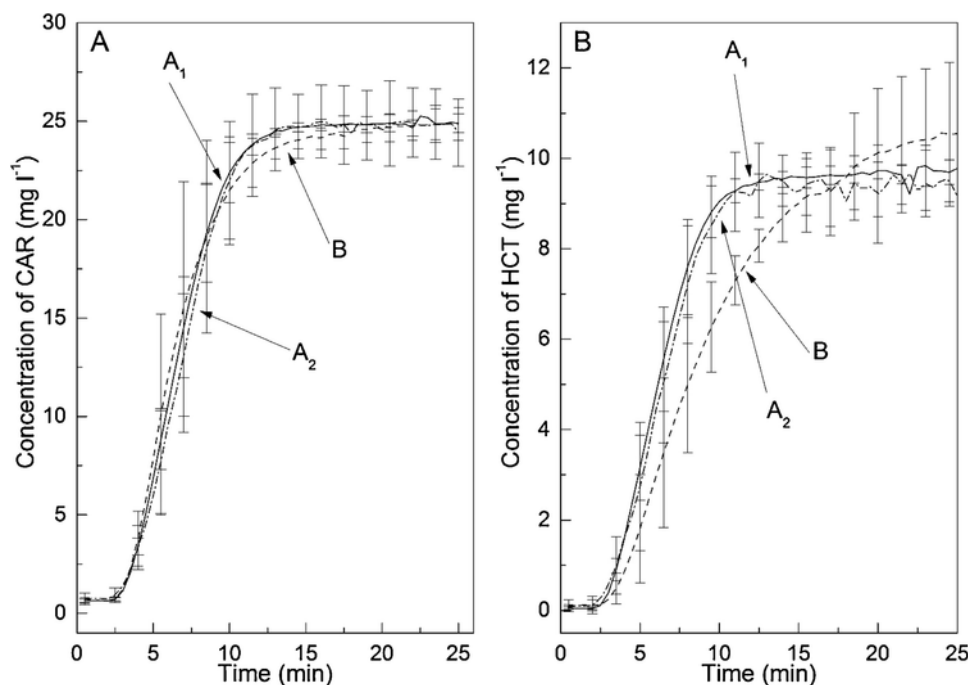 A
A₁
A₂
B
Concentration of CAR (mg l⁻¹)
30
25
20
15
10
5
0
0 5 10 15 20 25
Time (min)
B
A₁
A₂
B
Concentration of HCT (mg l⁻¹)
12
10
8
6
4
2
0
0 5 10 15 20 25
Time (min)